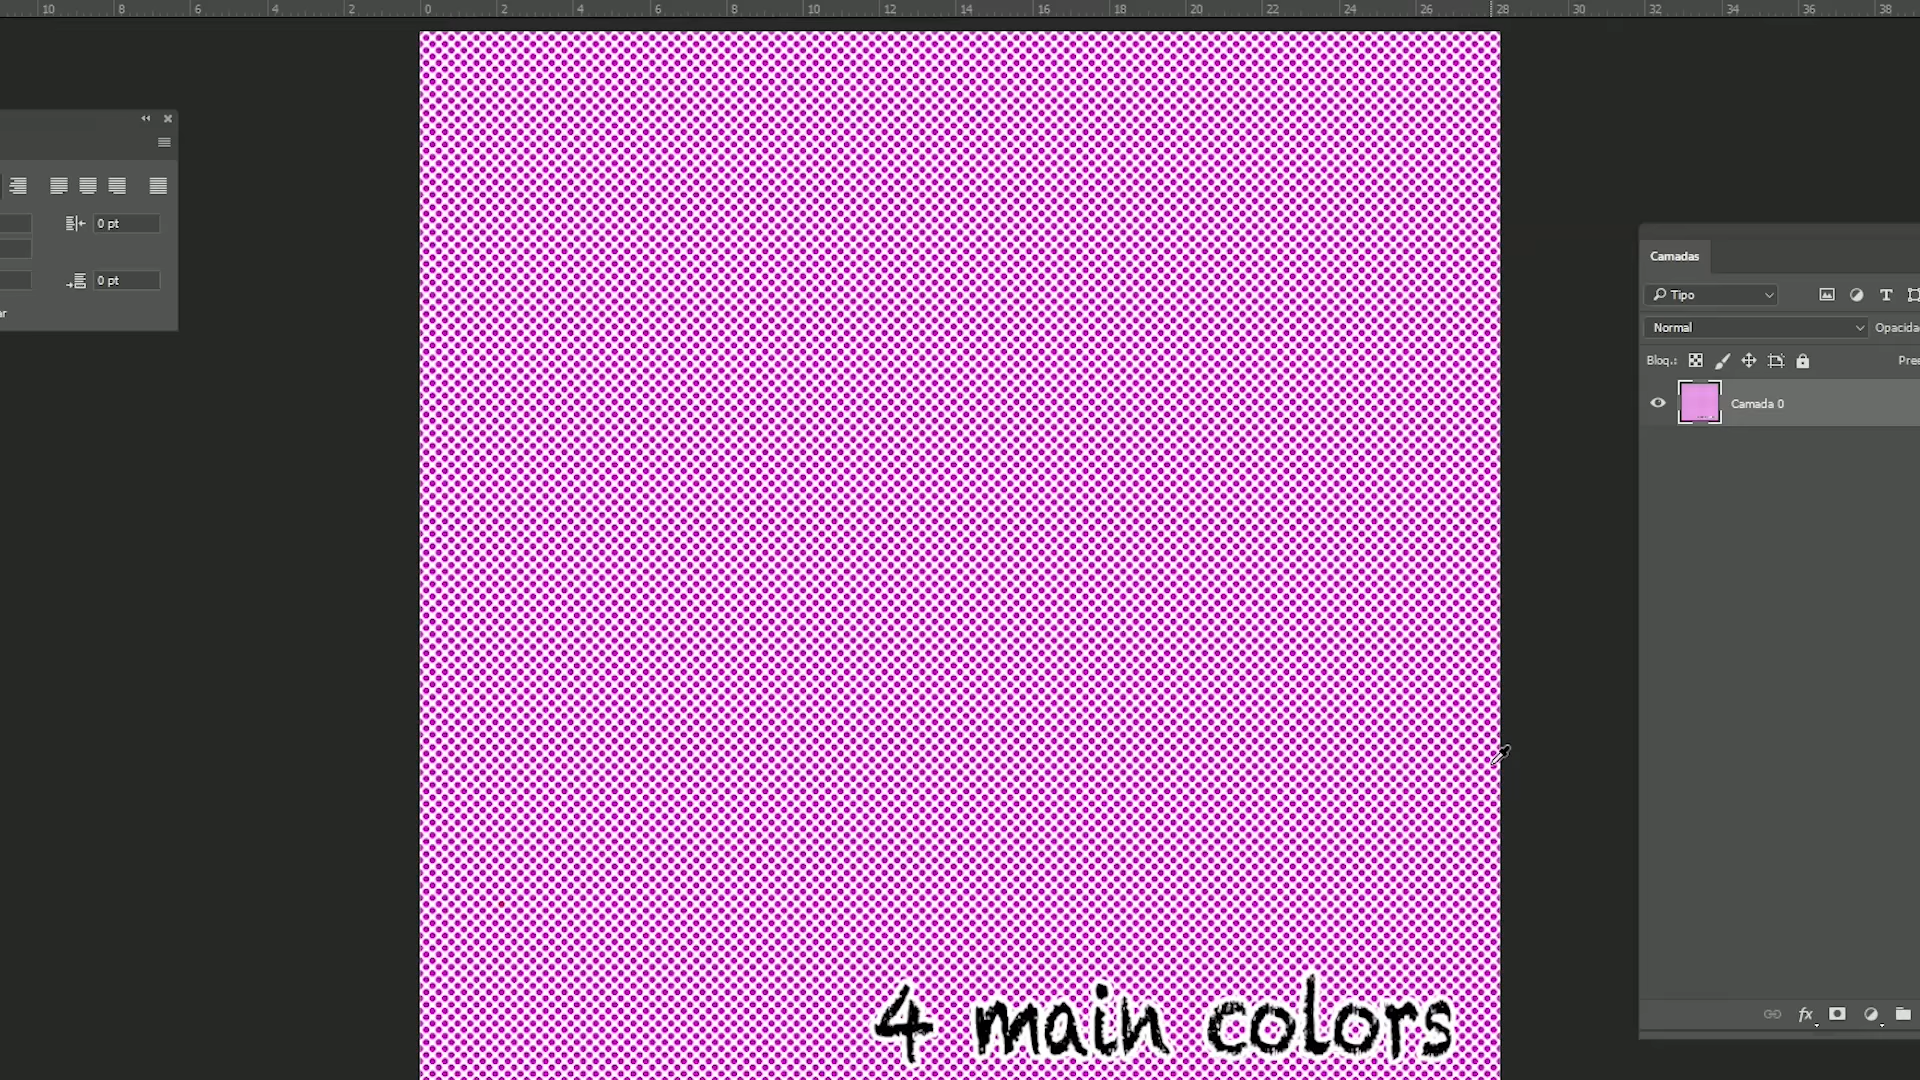 10 8 6 4 2 0 2 4 6 8 10 12 14 16 18 20 22 24 26 28 30 32 34 36 38
0 pt
0 pt
ar
Camadas
Tipo
Normal Opacida
Bloq.: Pree
Camada 0
fx
4 main colors